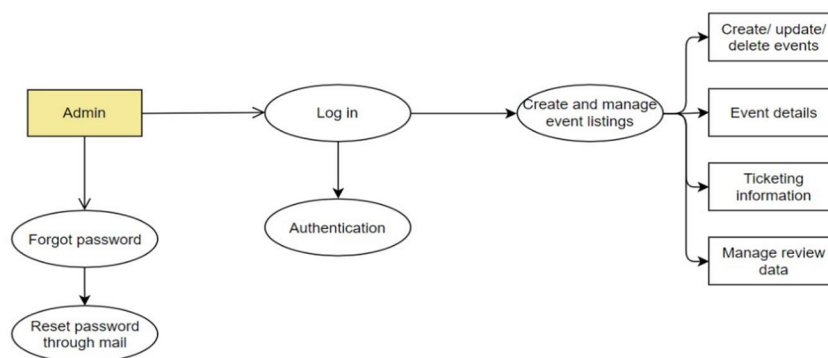 Admin
Log in
Create and manage
event listings
Create/ update/
delete events
Event details
Ticketing
information
Manage review
data
Authentication
Forgot password
Reset password
through mail